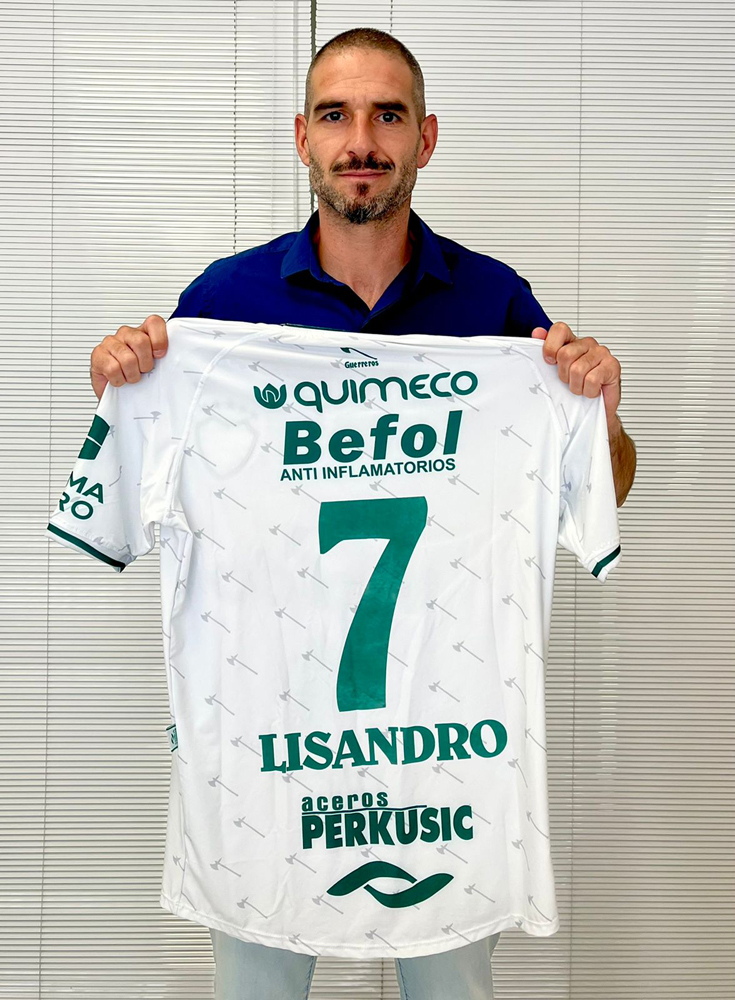 Guerreros
QUIMECO
Befol
ANTI INFLAMATORIOS
MA
RO
7
LISANDRO
aceros
PERKUSIC